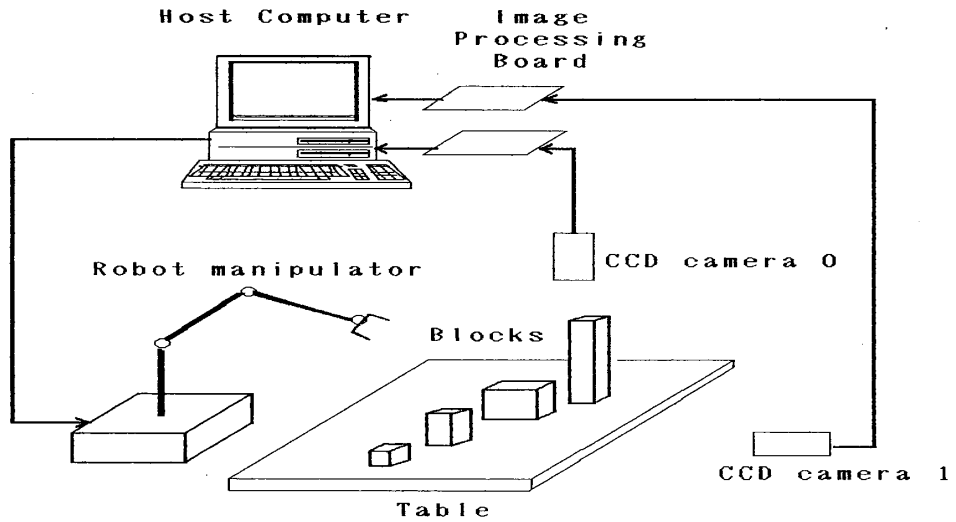 Host Computer
Image
Processing
Board
CCD camera 0
Robot manipulator
Blocks
CCD camera 1
Table